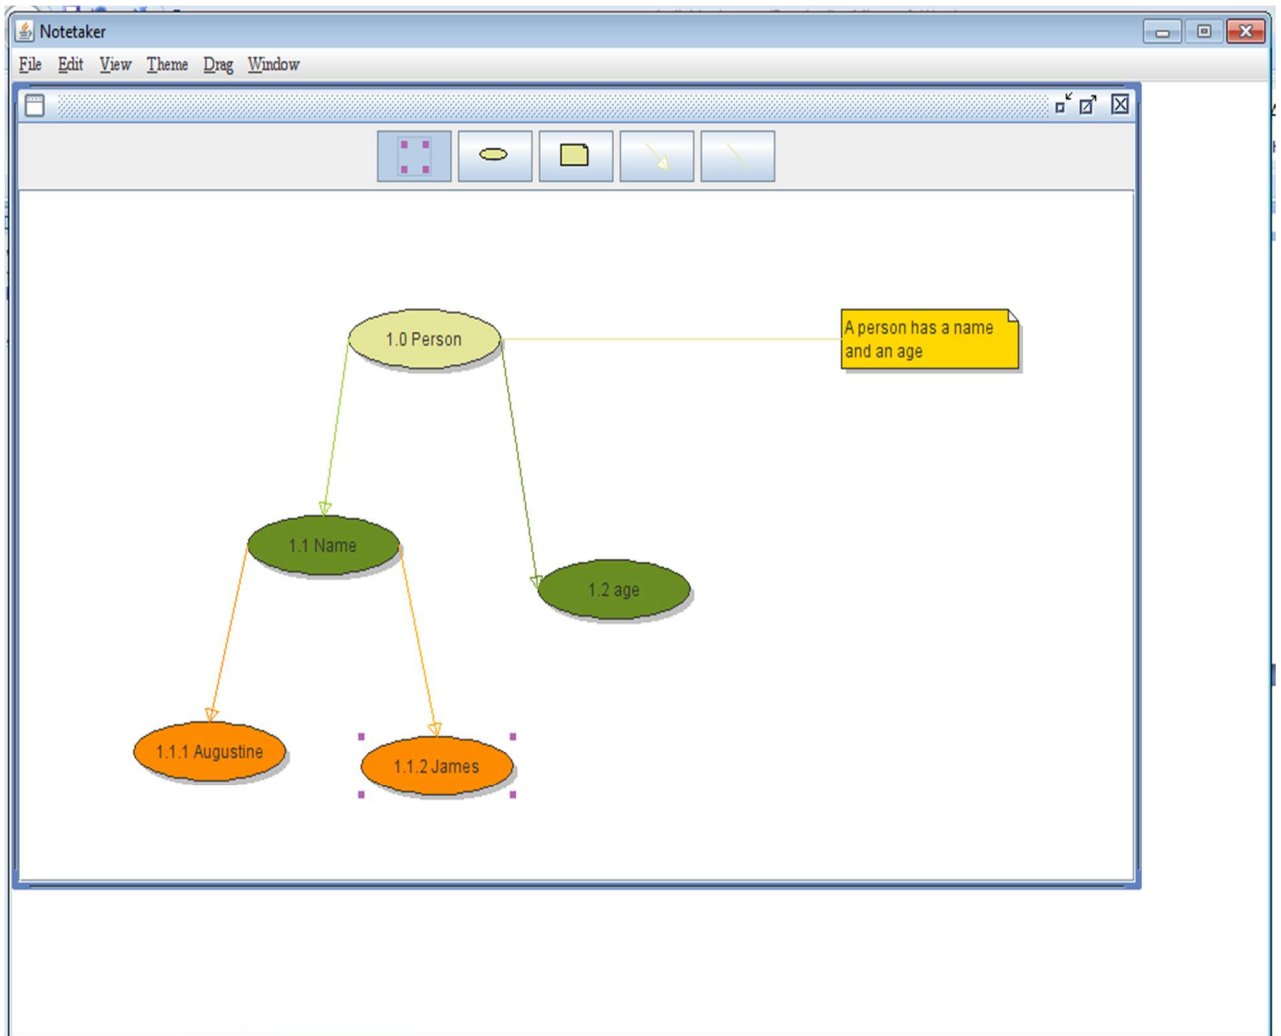 Notetaker
File Edit View Theme Drag Window
1.0 Person
A person has a name
and an age
1.1 Name
1.2 age
1.1.1 Augustine
1.1.2 James